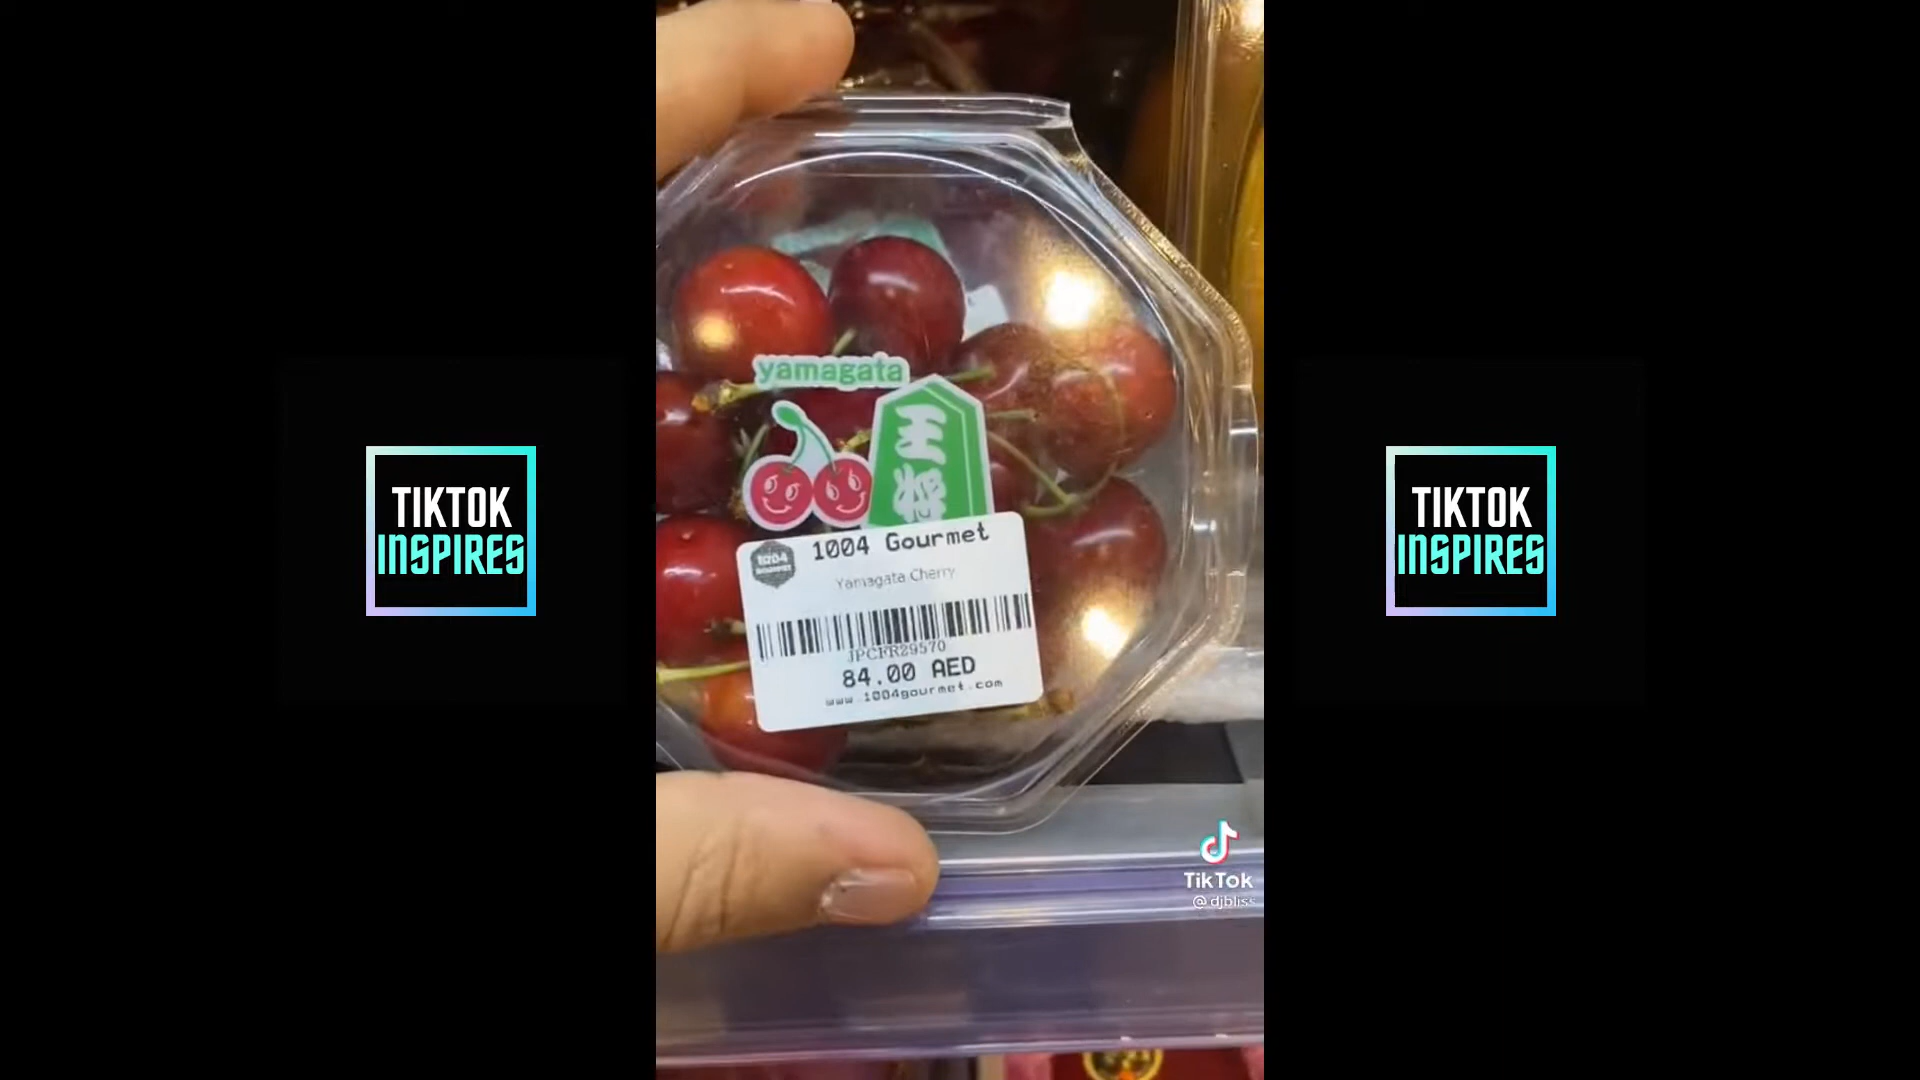 TIKTOK
INSPIRES
yamagata
王将
1004 Gourmet
1004
Yamagata Cherry
JPCFR29570
84.00 AED
www.1004gourmet.com
TikTok
@djbliss
TIKTOK
INSPIRES